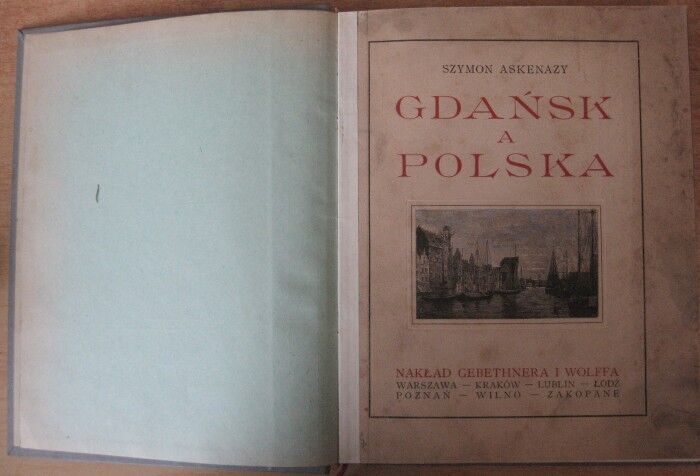 SZYMON ASKENAZY
GDAŃSK
A
POLSKA
NAKŁAD GEBETHNERA I WOLFFA
WARSZAWA — KRAKÓW — LUBLIN — ŁÓDŹ
POZNAŃ — WILNO — ZAKOPANE